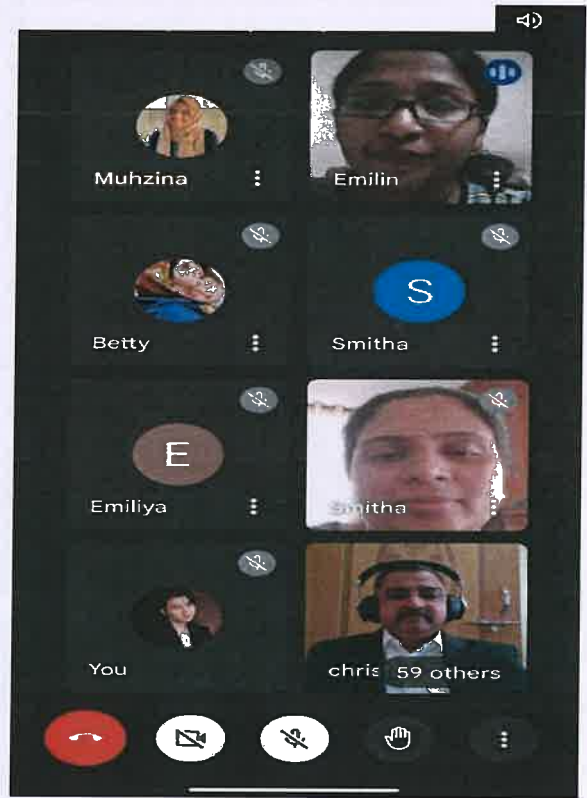 Muhzina
Emilin
Betty
S
Smitha
E
Emiliya
Smitha
You
chris
59 others